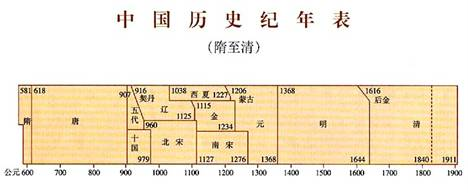 中国历史纪年表
(隋至清)
581 618 907 916 1038 1206 1368 1616
契丹 西夏 1227 蒙古 后金
1115
五代 辽 金
1125
隋 唐 960 1234 元 明 清
十国 北宋 南宋
979 1127 1276 1368 1644 1840 1911
公元 600 700 800 900 1000 1100 1200 1300 1400 1500 1600 1700 1800 1900